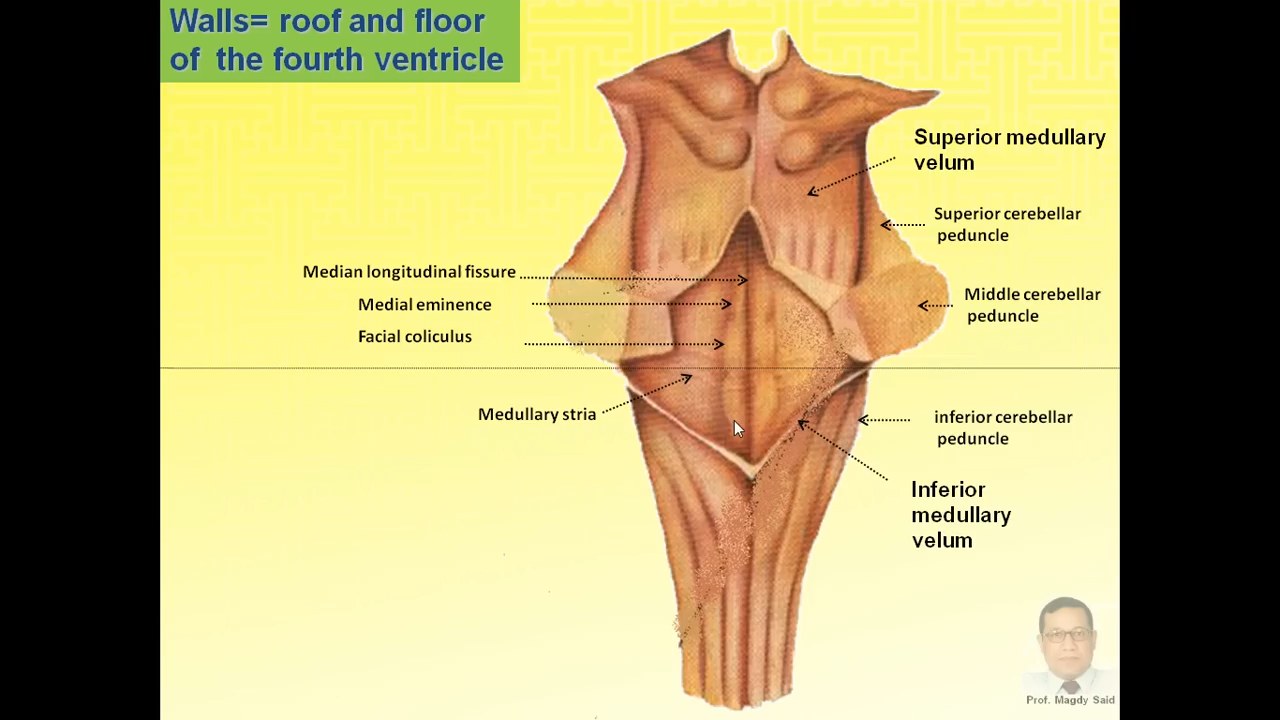 Walls= roof and floor
of the fourth ventricle
Superior medullary
velum
Superior cerebellar
peduncle
Median longitudinal fissure
Medial eminence
Middle cerebellar
peduncle
Facial coliculus
Medullary stria
inferior cerebellar
peduncle
Inferior
medullary
velum
Prof. Magdy Said